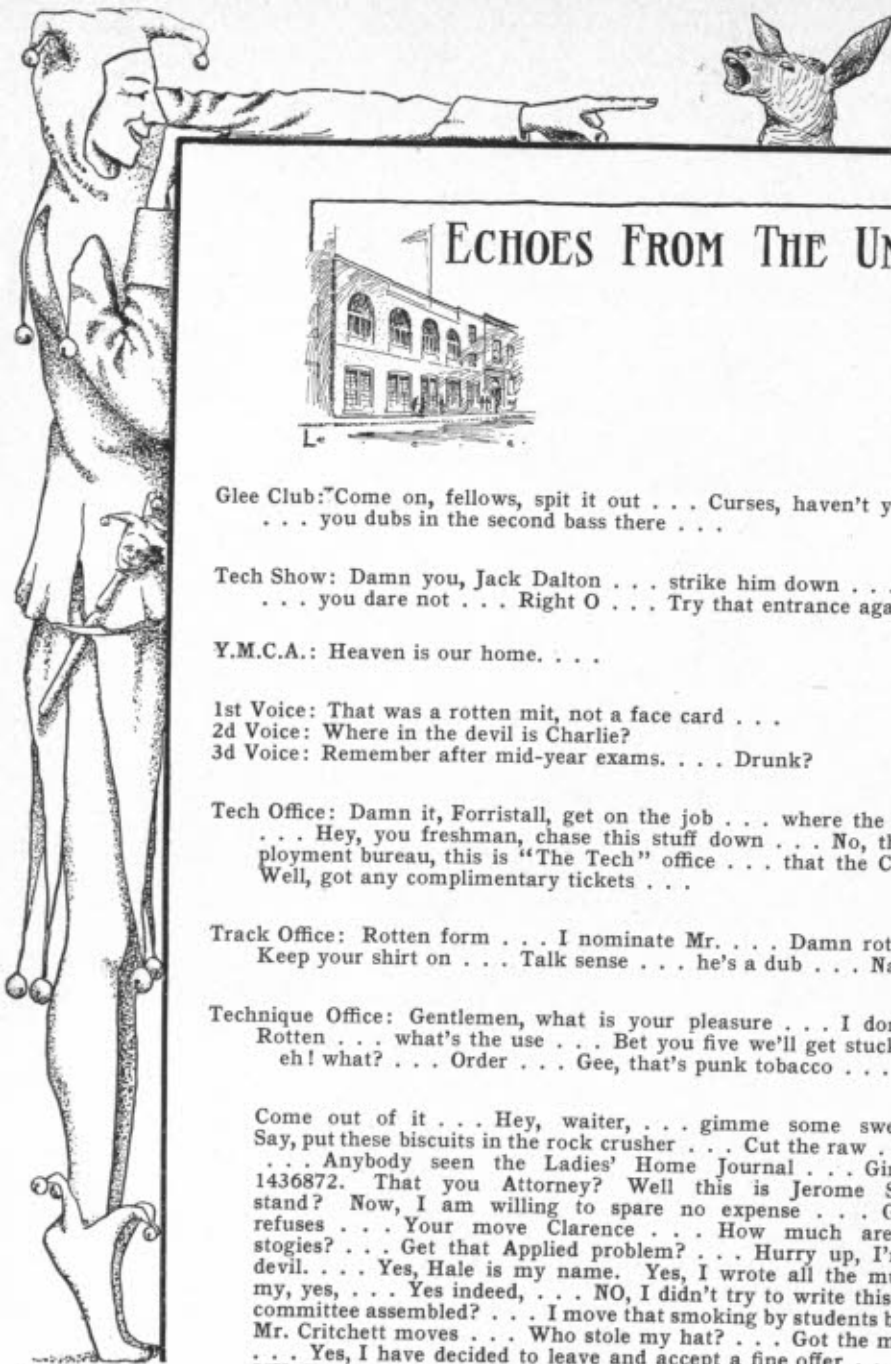 ECHOES FROM THE UN
Glee Club: Come on, fellows, spit it out . . . Curses, haven't y
. . . you dubs in the second bass there . . .
Tech Show: Damn you, Jack Dalton . . . strike him down . . .
. . . you dare not . . . Right O . . . Try that entrance aga
Y.M.C.A.: Heaven is our home. . . .
1st Voice: That was a rotten mit, not a face card . . .
2d Voice: Where in the devil is Charlie?
3d Voice: Remember after mid-year exams. . . . Drunk?
Tech Office: Damn it, Forristall, get on the job . . . where the
. . . Hey, you freshman, chase this stuff down . . . No, th
ployment bureau, this is "The Tech" office . . . that the C
Well, got any complimentary tickets . . .
Track Office: Rotten form . . . I nominate Mr. . . . Damn rot
Keep your shirt on . . . Talk sense . . . he's a dub . . . Na
Technique Office: Gentlemen, what is your pleasure . . . I don
Rotten . . . what's the use . . . Bet you five we'll get stuck
eh! what? . . . Order . . . Gee, that's punk tobacco . . .
Come out of it . . . Hey, waiter, . . . gimme some swe
Say, put these biscuits in the rock crusher . . . Cut the raw .
. . . Anybody seen the Ladies' Home Journal . . . Gin
1436872. That you Attorney? Well this is Jerome S
stand? Now, I am willing to spare no expense . . . G
refuses . . . Your move Clarence . . . How much are
stogies? . . . Get that Applied problem? . . . Hurry up, I'
devil. . . . Yes, Hale is my name. Yes, I wrote all the mu
my, yes, . . . Yes indeed, . . . NO, I didn't try to write this
committee assembled? . . . I move that smoking by students b
Mr. Critchett moves . . . Who stole my hat? . . . Got the m
. . . Yes, I have decided to leave and accept a fine offer . .